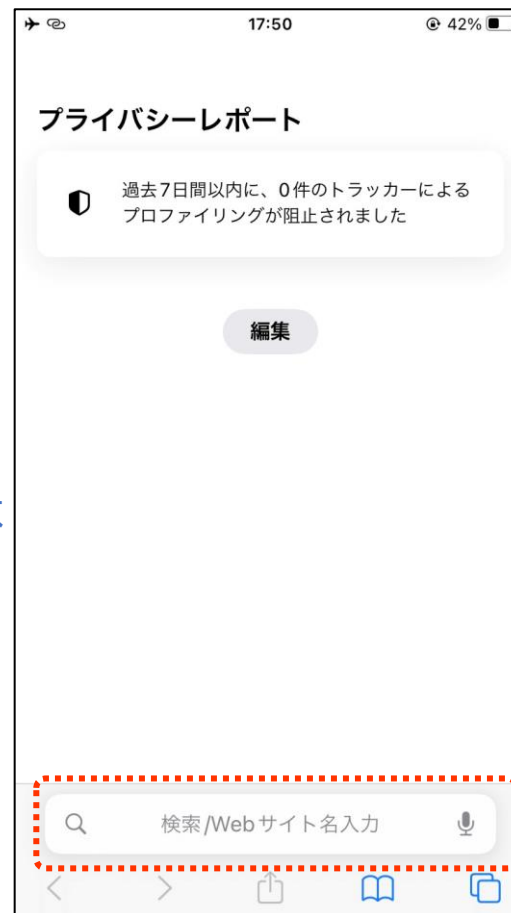 17:50
42%
プライバシーレポート
過去7日間以内に、0件のトラッカーによる
プロファイリングが阻止されました
編集
検索/Webサイト名入力